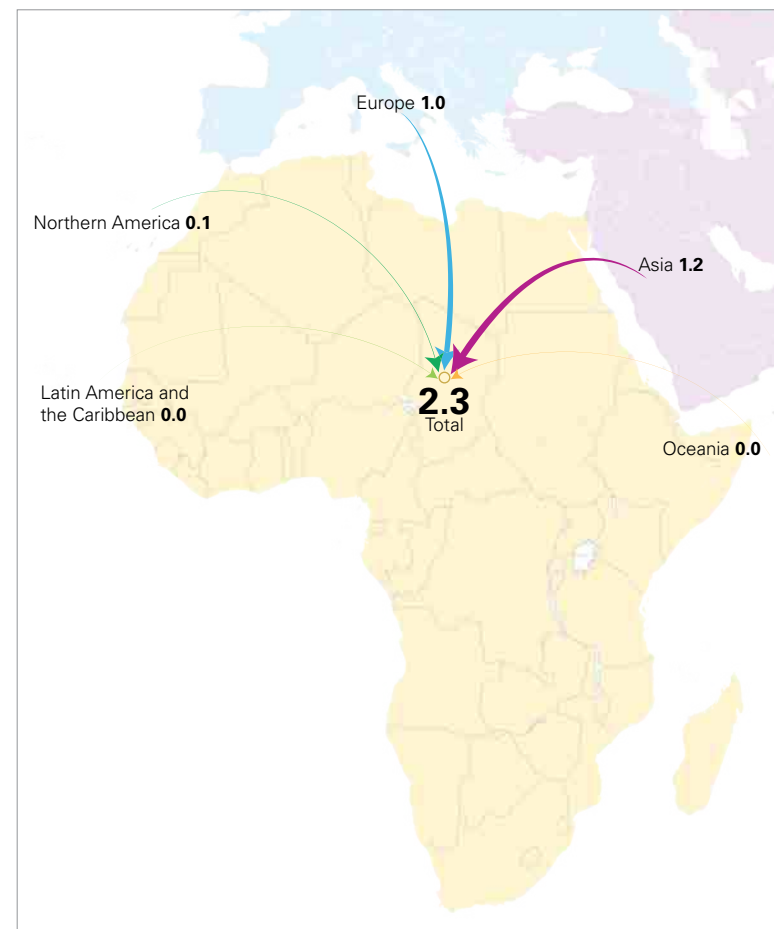 Europe 1.0
Northern America 0.1
Asia 1.2
Latin America and
the Caribbean 0.0
2.3
Total
Oceania 0.0